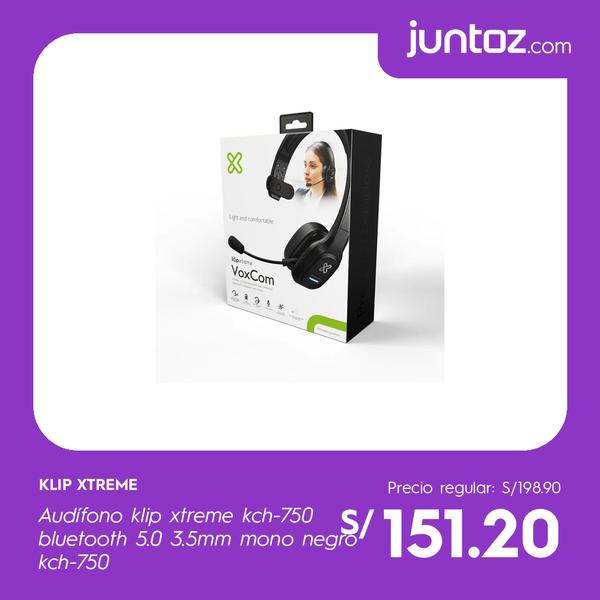 juntoz.com
Light and comfortable
klipxtreme
VoxCom
KLIP XTREME
Precio regular: S/198.90
Audífono klip xtreme kch-750
bluetooth 5.0 3.5mm mono negro
kch-750
S/151.20